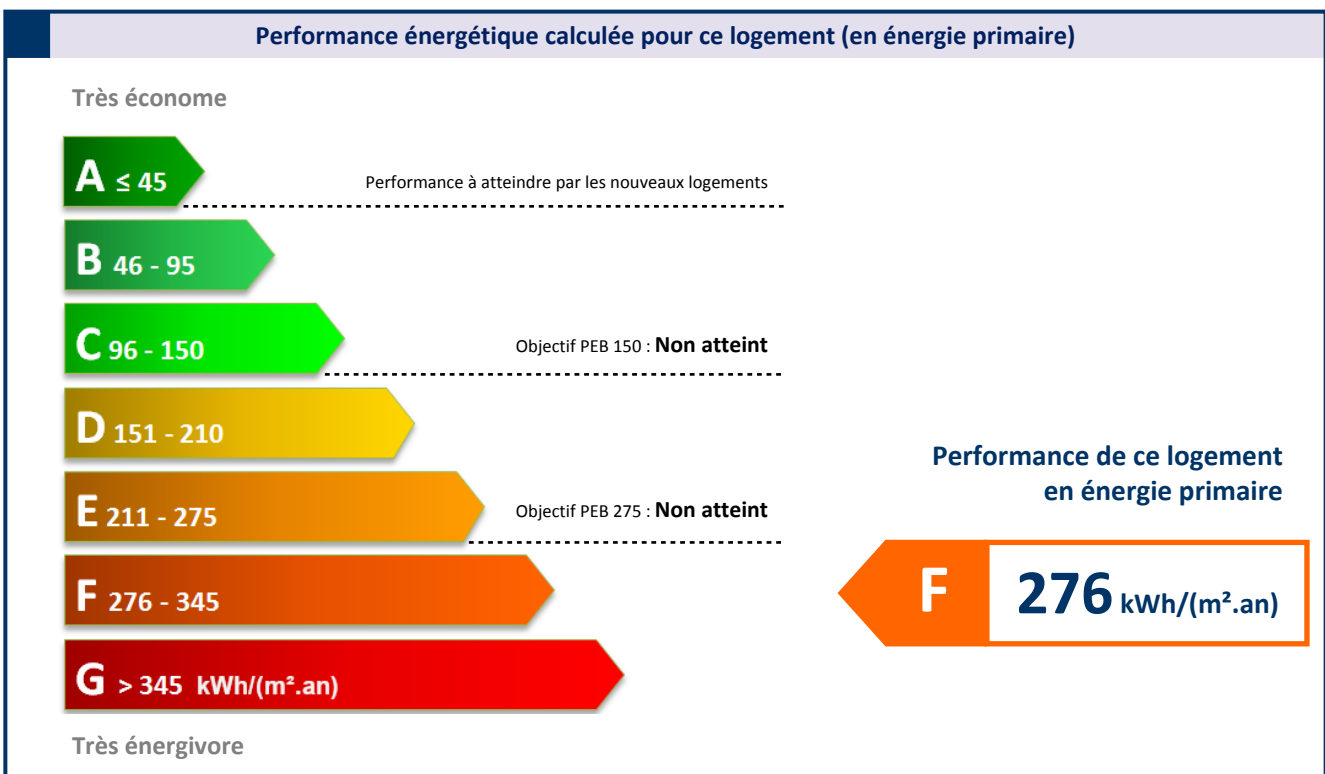 Performance énergétique calculée pour ce logement (en énergie primaire)
Très économe
A ≤ 45
Performance à atteindre par les nouveaux logements
B 46 - 95
C 96 - 150
Objectif PEB 150 : Non atteint
D 151 - 210
Performance de ce logement
en énergie primaire
E 211 - 275
Objectif PEB 275 : Non atteint
F 276 - 345
F 276 kWh/(m².an)
G > 345 kWh/(m².an)
Très énergivore